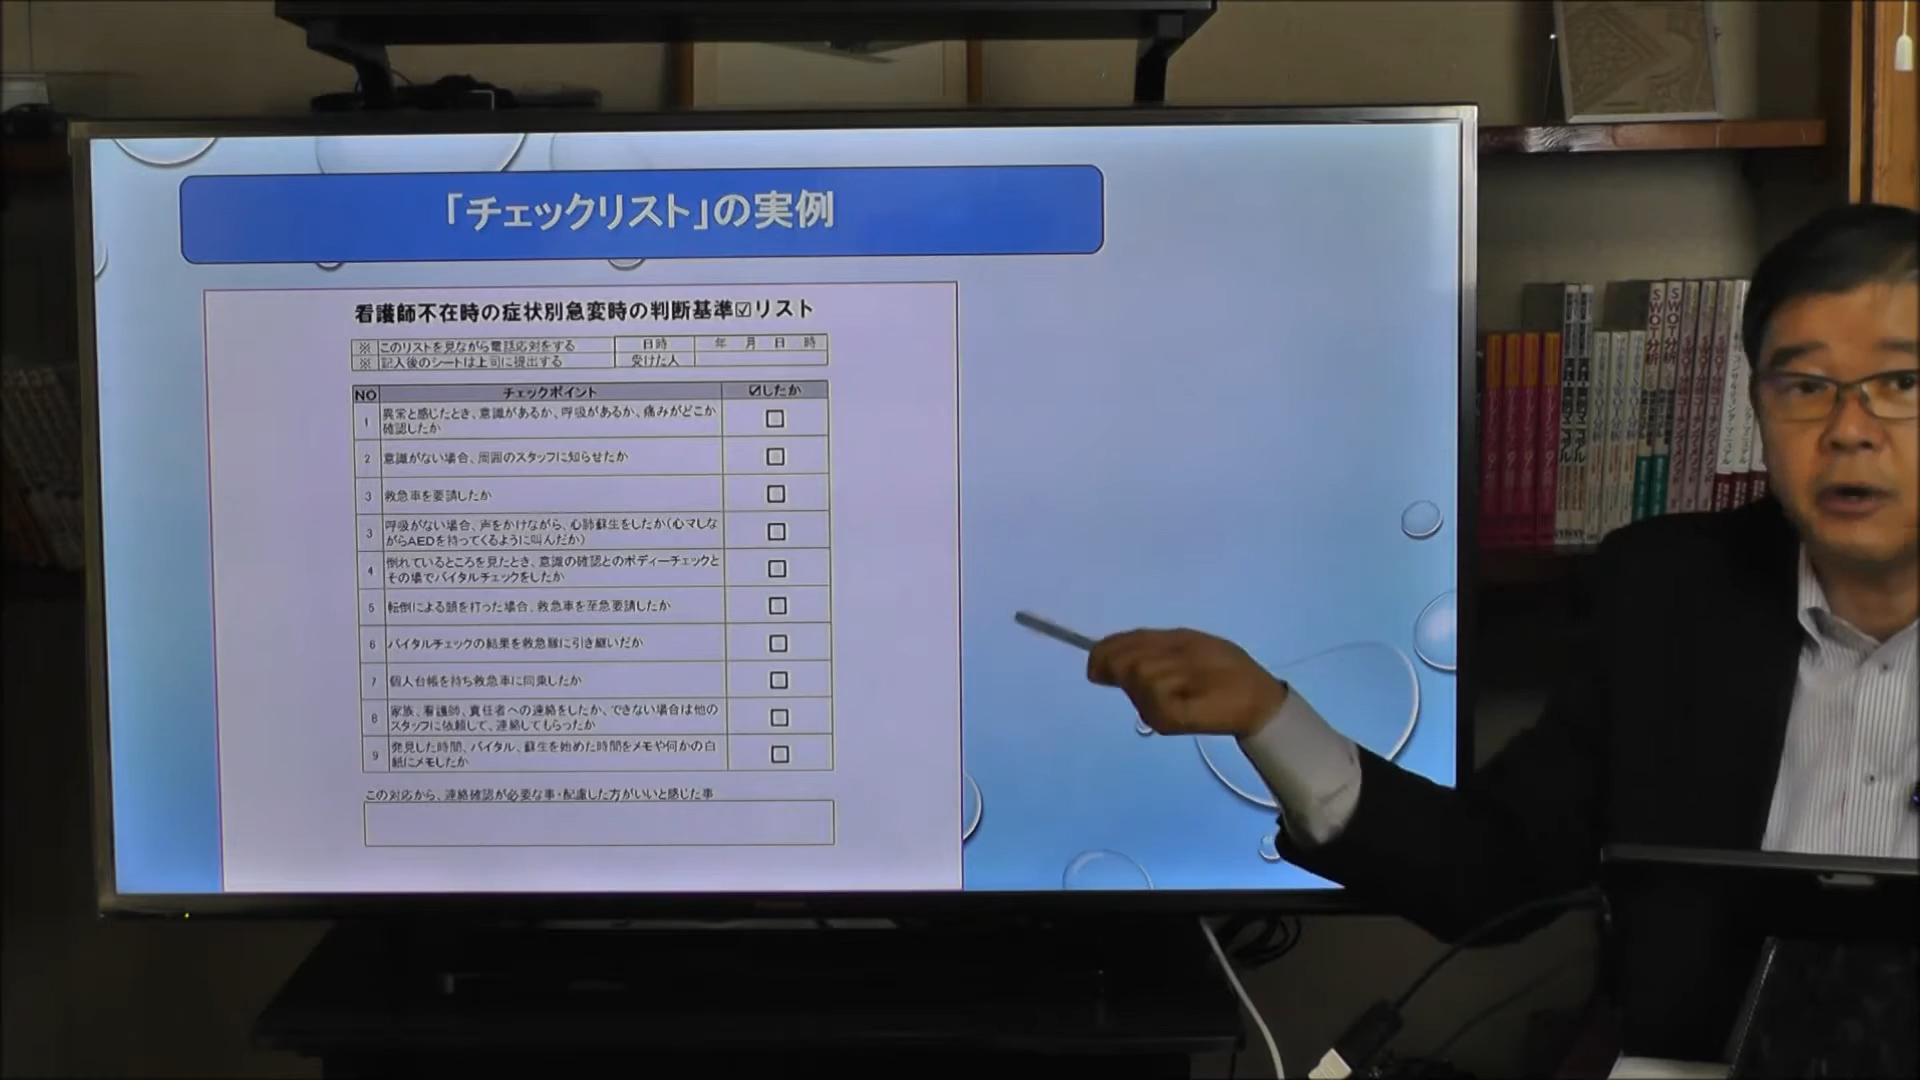 「チェックリスト」の実例
看護師不在時の症状別急変時の判断基準☑リスト
※ このリストを見ながら電話応対をする 日時 年 月 日 時
※ 記入後のシートは上司に提出する 受けた人
NO チェックポイント ☑したか
1 異常と感じたとき、意識があるか、呼吸があるか、痛みがどこか
確認したか □
2 意識がない場合、周囲のスタッフに知らせたか □
3 救急車を要請したか □
3 呼吸がない場合、声をかけながら、心肺蘇生をしたか(心マしな
がらAEDを持ってくるように叫んだか) □
4 倒れているところを見たとき、意識の確認とのボディーチェックと
その場でバイタルチェックをしたか □
5 転倒による頭を打った場合、救急車を至急要請したか □
6 バイタルチェックの結果を救急隊に引き継いだか □
7 個人台帳を持ち救急車に同乗したか □
8 家族、看護師、責任者への連絡をしたか、できない場合は他の
スタッフに依頼して、連絡してもらったか □
9 発見した時間、バイタル、蘇生を始めた時間をメモや何かの白
紙にメモしたか □
この対応から、連絡確認が必要な事・配慮した方がいいと感じた事
SWOT分析
SWOT分析